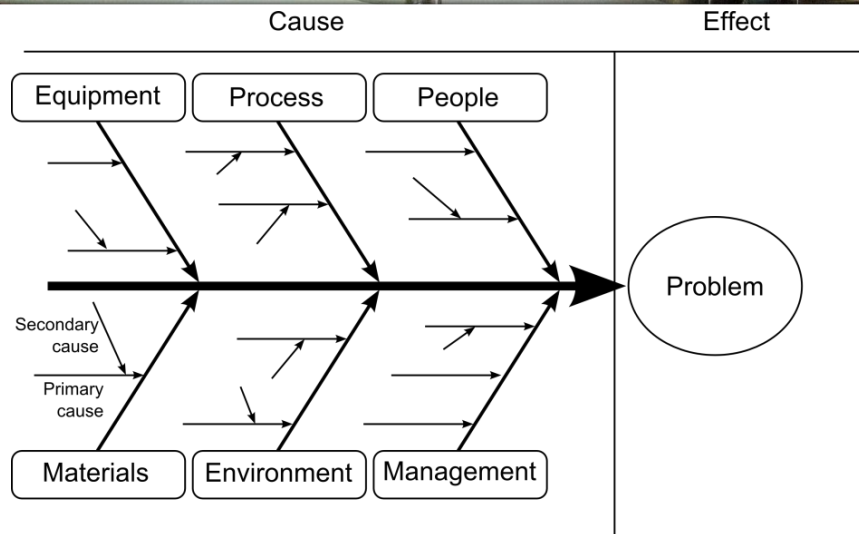 Cause
Effect
Equipment
Process
People
Problem
Secondary
cause
Primary
cause
Materials
Environment
Management